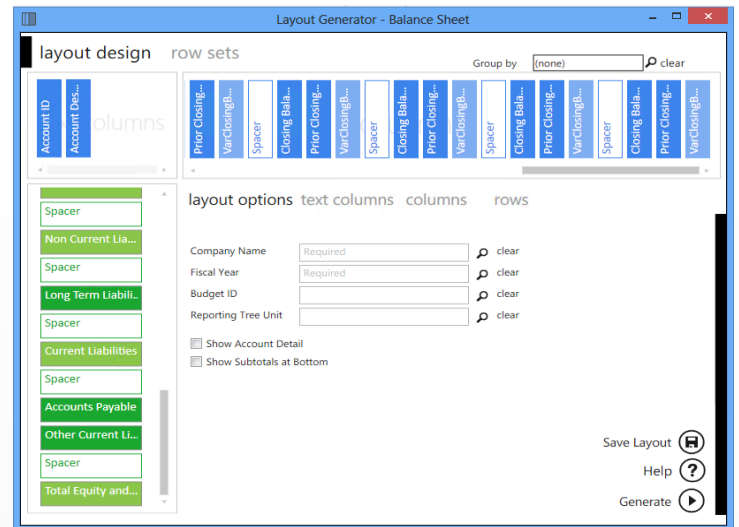 Layout Generator - Balance Sheet
layout design row sets
Group by (none) clear
Account ID
Account Des...
columns
Prior Closing...
VarClosingB...
Spacer
Closing Bala...
Prior Closing...
VarClosingB...
Spacer
Closing Bala...
Prior Closing...
VarClosingB...
Spacer
Closing Bala...
Prior Closing...
VarClosingB...
Spacer
Closing Bala...
Prior Closing...
VarClosingB...
Spacer
Non Current Lia...
Spacer
Long Term Liabili..
Spacer
Current Liabilities
Spacer
Accounts Payable
Other Current Li...
Spacer
Total Equity and...
layout options text columns columns rows
Company Name Required clear
Fiscal Year Required clear
Budget ID clear
Reporting Tree Unit clear
Show Account Detail
Show Subtotals at Bottom
Save Layout
Help ?
Generate